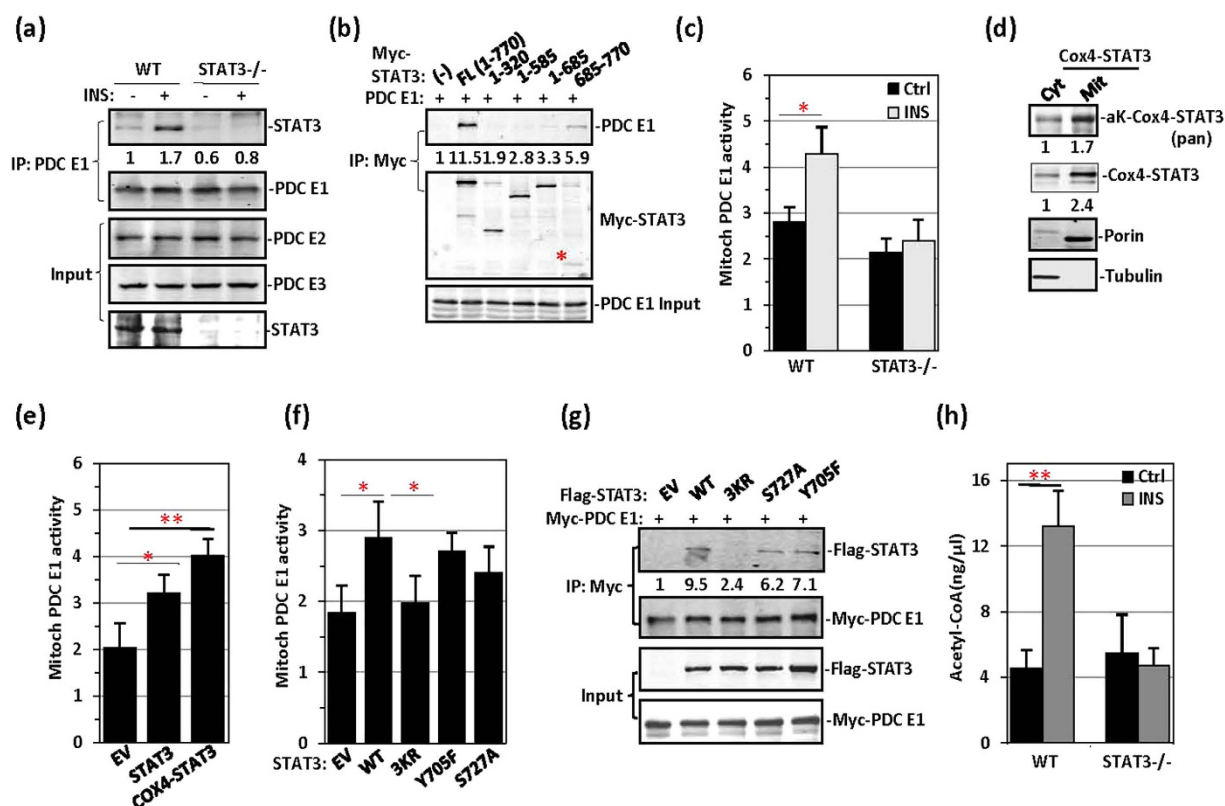 (a)
WT STAT3-/-
INS: - + - +
-STAT3
IP: PDC E1
1 1.7 0.6 0.8
-PDC E1
Input
-PDC E2
-PDC E3
-STAT3
(b)
Myc-
STAT3:
(-) FL (1-770) 1-320 1-585 1-685 685-770
PDC E1: + + + + + +
-PDC E1
IP: Myc
1 11.5 1.9 2.8 3.3 5.9
Myc-STAT3
*
-PDC E1 Input
(c)
Mitoch PDC E1 activity
6
5
4
3
2
1
0
*
Ctrl
INS
WT STAT3-/-
(d)
Cox4-STAT3
Cyt Mit
-aK-Cox4-STAT3
(pan)
1 1.7
-Cox4-STAT3
1 2.4
-Porin
-Tubulin
(e)
Mitoch PDC E1 activity
6
5
4
3
2
1
0
**
*
EV STAT3 COX4-STAT3
(f)
Mitoch PDC E1 activity
4
3
2
1
0
* *
STAT3: EV WT 3KR Y705F S727A
(g)
Flag-STAT3: EV WT 3KR S727A Y705F
Myc-PDC E1: + + + + +
-Flag-STAT3
IP: Myc
1 9.5 2.4 6.2 7.1
-Myc-PDC E1
Input
-Flag-STAT3
-Myc-PDC E1
(h)
Acetyl-CoA(ng/µl)
16
12
8
4
0
**
Ctrl
INS
WT STAT3-/-